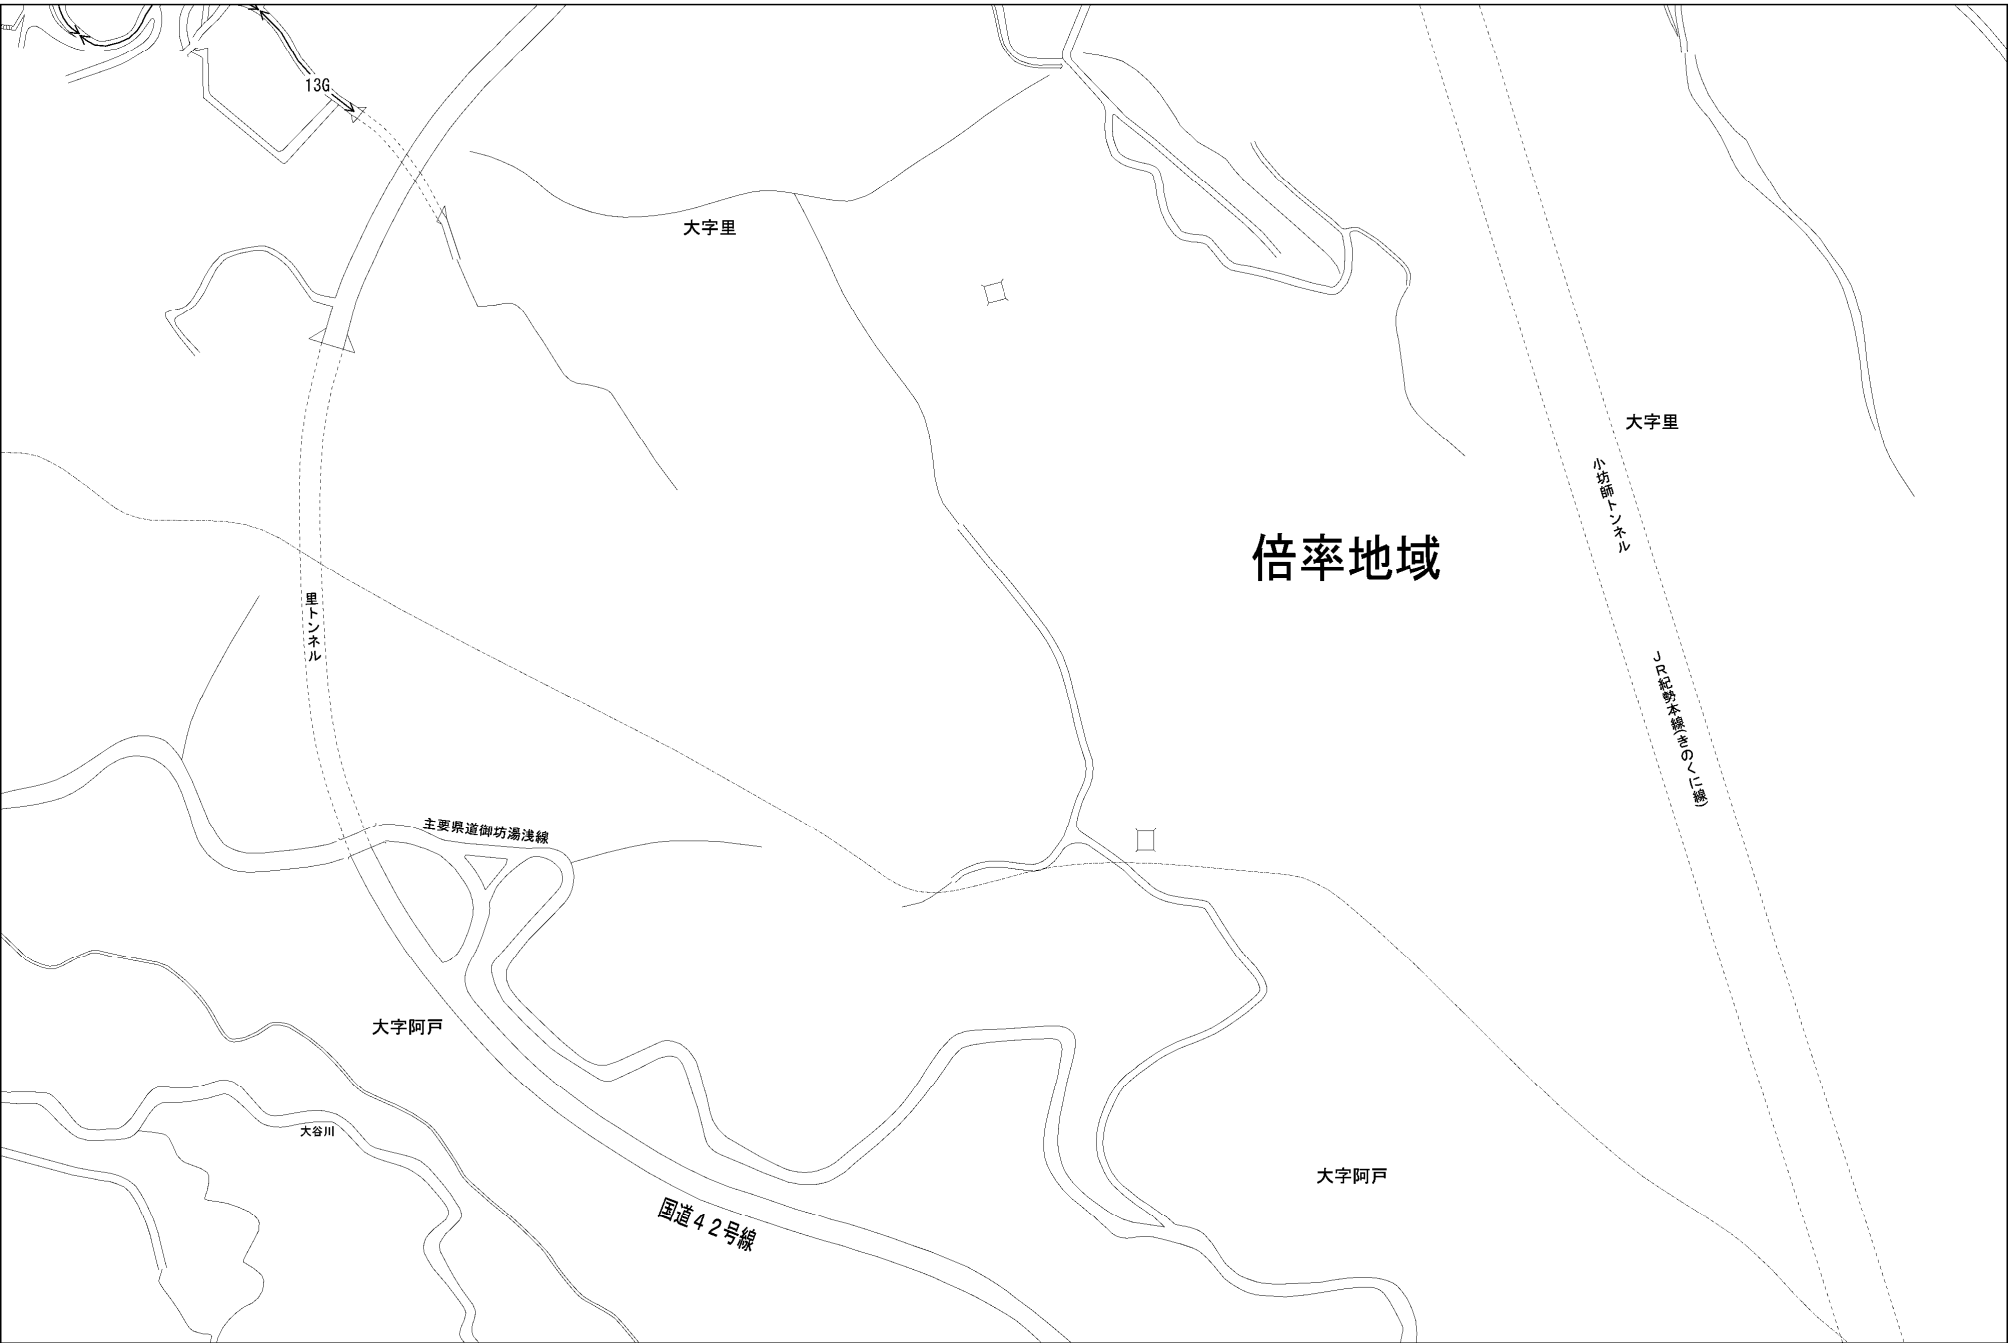 13G
大字里
大字里
小坊師トンネル
倍率地域
里トンネル
JR紀勢本線(きのくに線)
主要県道御坊湯浅線
大字阿戸
大谷川
大字阿戸
国道42号線